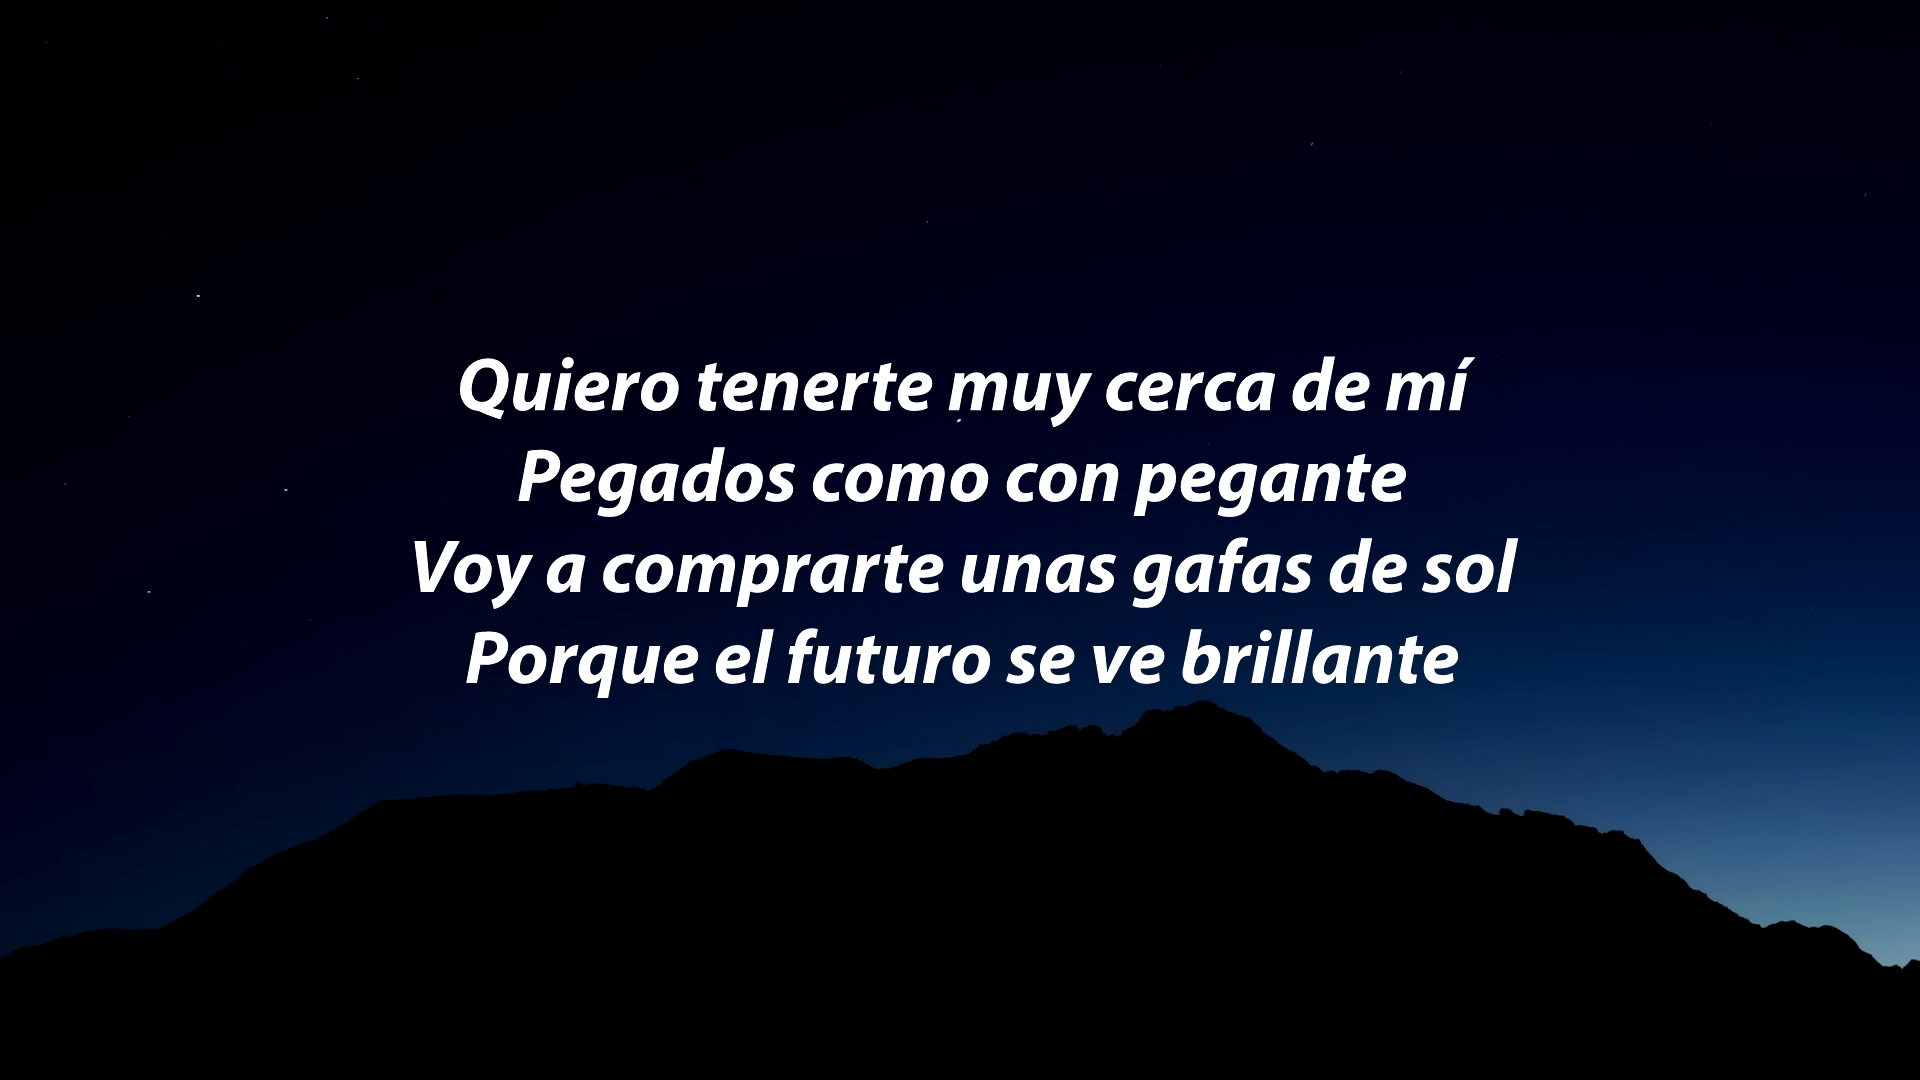 Quiero tenerte muy cerca de mí
Pegados como con pegante
Voy a comprarte unas gafas de sol
Porque el futuro se ve brillante